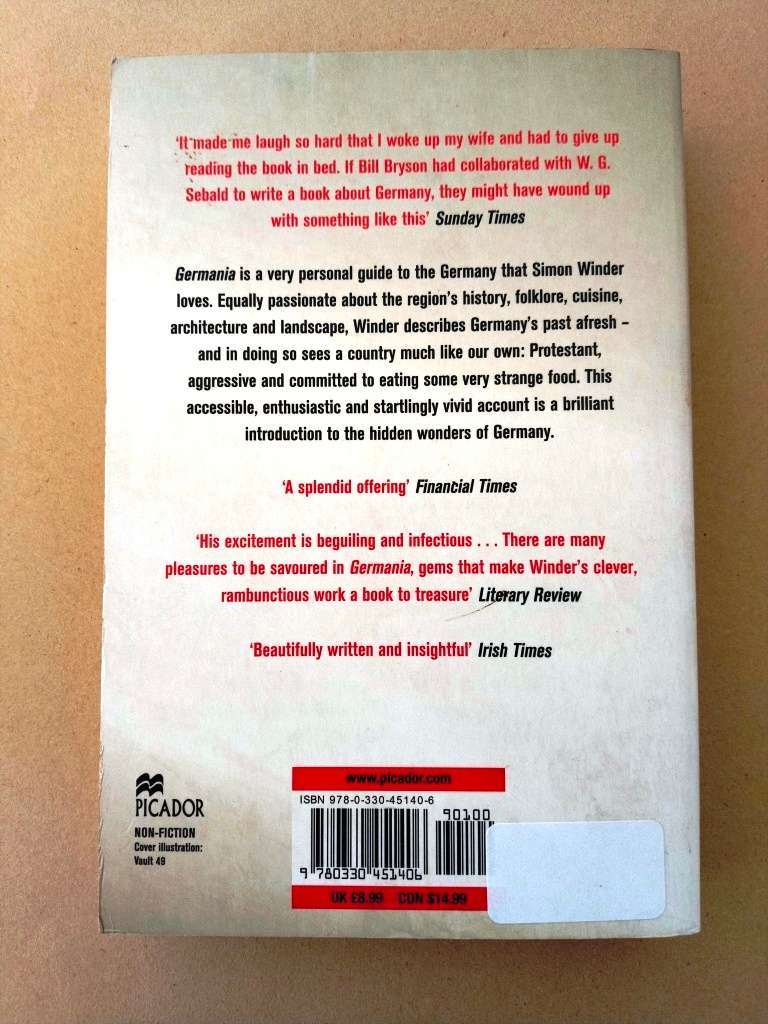 ‘It made me laugh so hard that I woke up my wife and had to give up
reading the book in bed. If Bill Bryson had collaborated with W. G.
Sebald to write a book about Germany, they might have wound up
with something like this’ Sunday Times
Germania is a very personal guide to the Germany that Simon Winder
loves. Equally passionate about the region’s history, folklore, cuisine,
architecture and landscape, Winder describes Germany’s past afresh –
and in doing so sees a country much like our own: Protestant,
aggressive and committed to eating some very strange food. This
accessible, enthusiastic and startlingly vivid account is a brilliant
introduction to the hidden wonders of Germany.
‘A splendid offering’ Financial Times
‘His excitement is beguiling and infectious . . . There are many
pleasures to be savoured in Germania, gems that make Winder’s clever,
rambunctious work a book to treasure’ Literary Review
‘Beautifully written and insightful’ Irish Times
PICADOR
NON-FICTION
Cover illustration:
Vault 49
www.picador.com
ISBN 978-0-330-45140-6
90100
9 780330 451406
UK £8.99 CDN $14.99